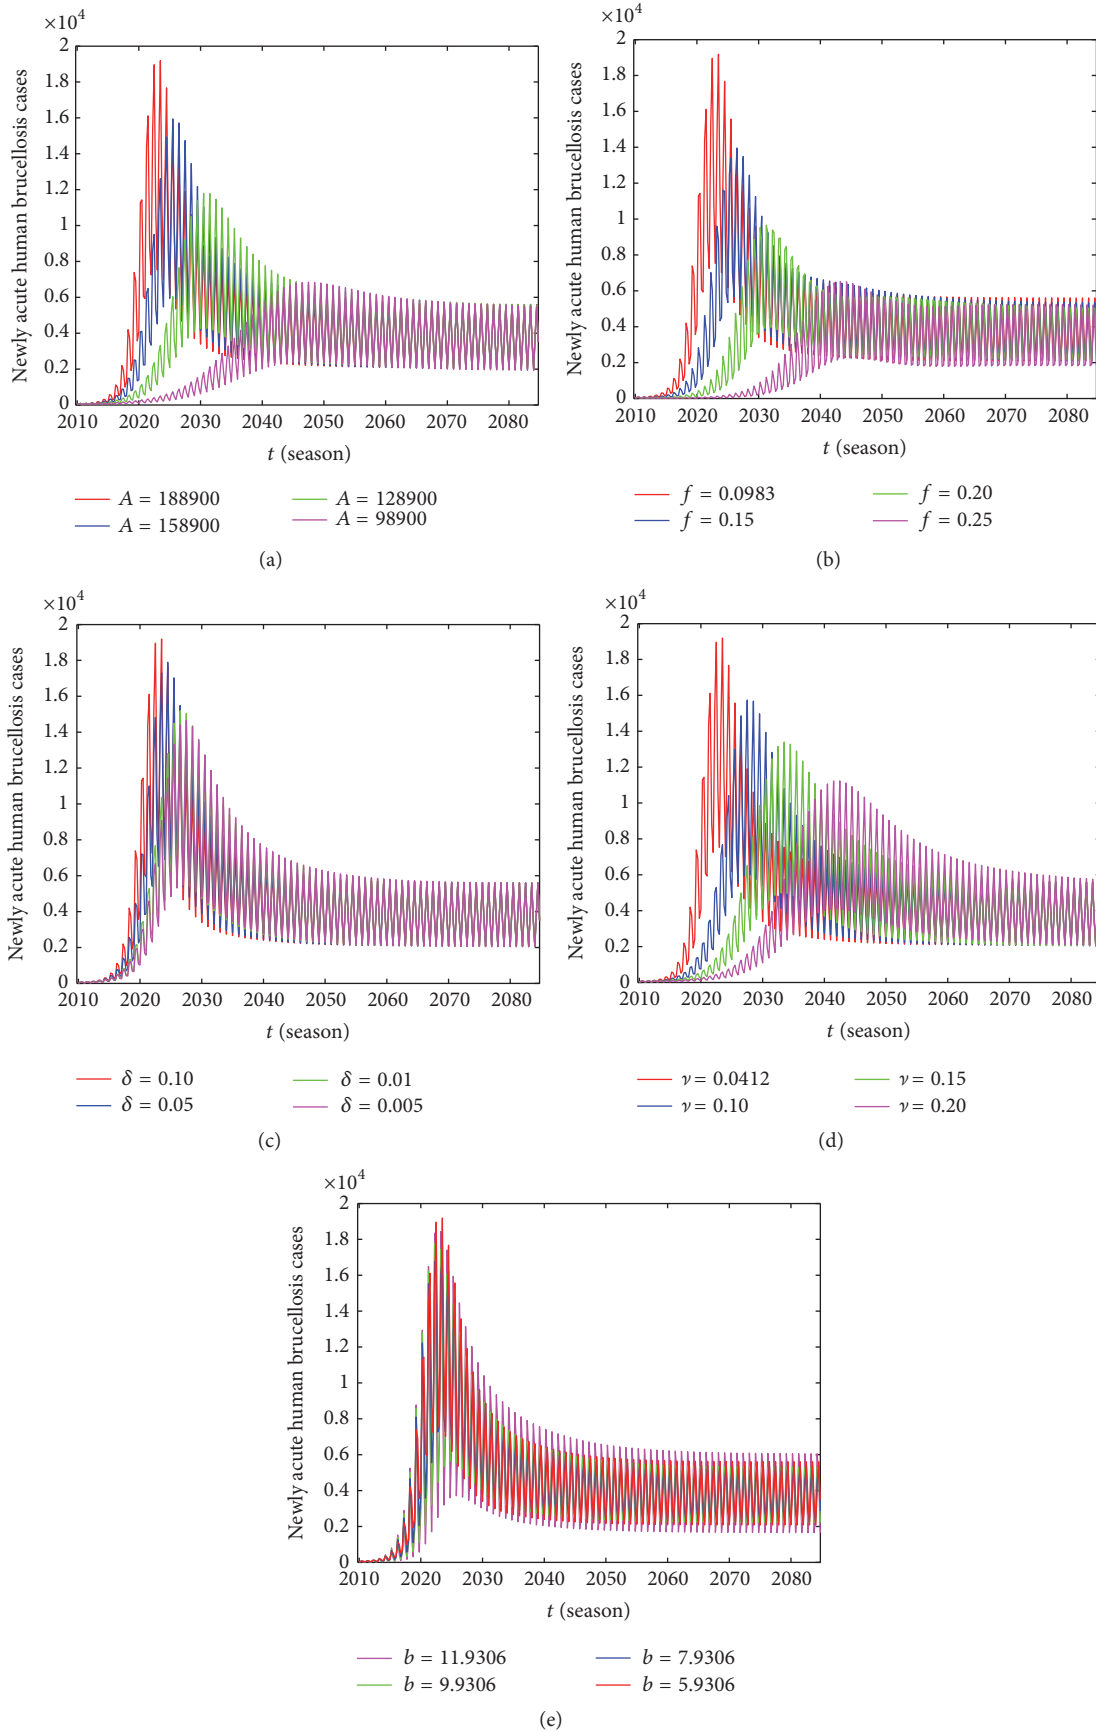 ×10⁴
2
1.8
1.6
1.4
1.2
1
0.8
0.6
0.4
0.2
0
Newly acute human brucellosis cases
2010 2020 2030 2040 2050 2060 2070 2080
t (season)
A = 188900
A = 158900
A = 128900
A = 98900
(a)
×10⁴
2
1.8
1.6
1.4
1.2
1
0.8
0.6
0.4
0.2
0
Newly acute human brucellosis cases
2010 2020 2030 2040 2050 2060 2070 2080
t (season)
f = 0.0983
f = 0.15
f = 0.20
f = 0.25
(b)
×10⁴
2
1.8
1.6
1.4
1.2
1
0.8
0.6
0.4
0.2
0
Newly acute human brucellosis cases
2010 2020 2030 2040 2050 2060 2070 2080
t (season)
δ = 0.10
δ = 0.05
δ = 0.01
δ = 0.005
(c)
×10⁴
2
1.8
1.6
1.4
1.2
1
0.8
0.6
0.4
0.2
0
Newly acute human brucellosis cases
2010 2020 2030 2040 2050 2060 2070 2080
t (season)
ν = 0.0412
ν = 0.10
ν = 0.15
ν = 0.20
(d)
×10⁴
2
1.8
1.6
1.4
1.2
1
0.8
0.6
0.4
0.2
0
Newly acute human brucellosis cases
2010 2020 2030 2040 2050 2060 2070 2080
t (season)
b = 11.9306
b = 9.9306
b = 7.9306
b = 5.9306
(e)